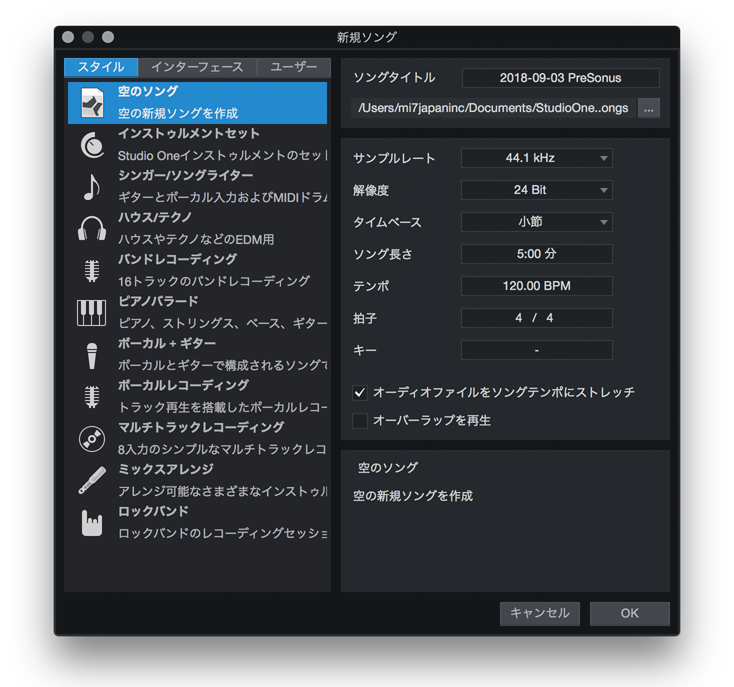 新規ソング
スタイル
インターフェース
ユーザー
空のソング
空の新規ソングを作成
インストゥルメントセット
Studio Oneインストゥルメントのセット
シンガー/ソングライター
ギターとボーカル入力およびMIDIドラ
ハウス/テクノ
ハウスやテクノなどのEDM用
バンドレコーディング
16トラックのバンドレコーディング
ピアノバラード
ピアノ、ストリングス、ベース、ギター
ボーカル + ギター
ボーカルとギターで構成されるソング
ボーカルレコーディング
トラック再生を搭載したボーカルレコー
マルチトラックレコーディング
8入力のシンプルなマルチトラックレコ
ミックスアレンジ
アレンジ可能なさまざまなインストゥル
ロックバンド
ロックバンドのレコーディングセッショ
ソングタイトル
2018-09-03 PreSonus
/Users/mi7japaninc/Documents/StudioOne..ongs
...
サンプルレート
44.1 kHz
解像度
24 Bit
タイムベース
小節
ソング長さ
5:00 分
テンポ
120.00 BPM
拍子
4 / 4
キー
-
オーディオファイルをソングテンポにストレッチ
オーバーラップを再生
空のソング
空の新規ソングを作成
キャンセル
OK